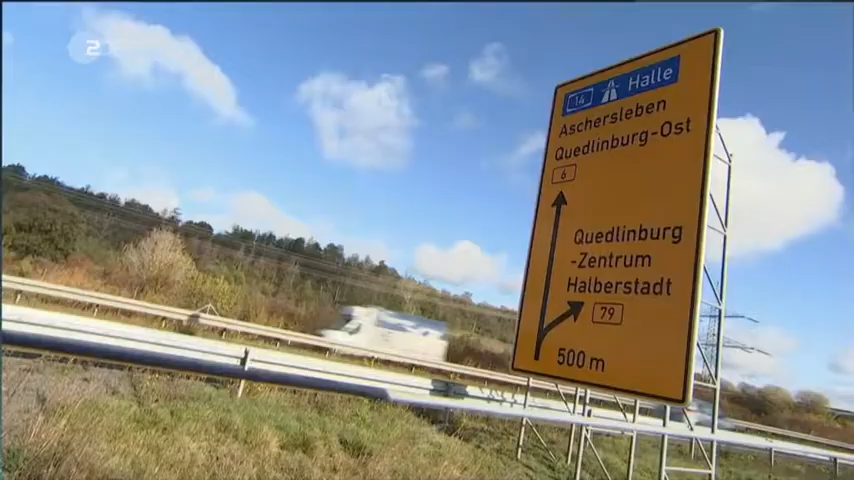 2
14 Halle
Aschersleben
Quedlinburg-Ost
6
Quedlinburg
-Zentrum
Halberstadt
79
500 m